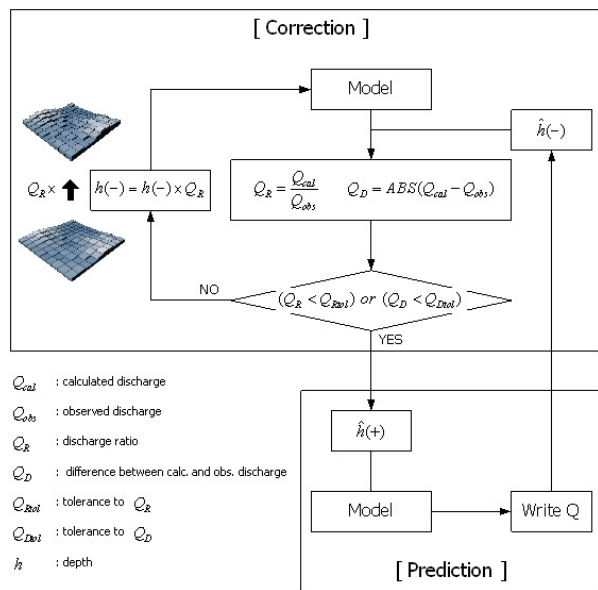 [ Correction ]
Model
ĥ(−)
Q_R ×
h(−) = h(−) × Q_R
Q_R = Q_cal / Q_obs   Q_D = ABS(Q_cal − Q_obs)
NO
(Q_R < Q_Rtol) or (Q_D < Q_Dtol)
YES
Q_cal : calculated discharge
Q_obs : observed discharge
Q_R : discharge ratio
Q_D : difference between calc. and obs. discharge
Q_Rtol : tolerance to Q_R
Q_Dtol : tolerance to Q_D
h : depth
ĥ(+)
Model
Write Q
[ Prediction ]